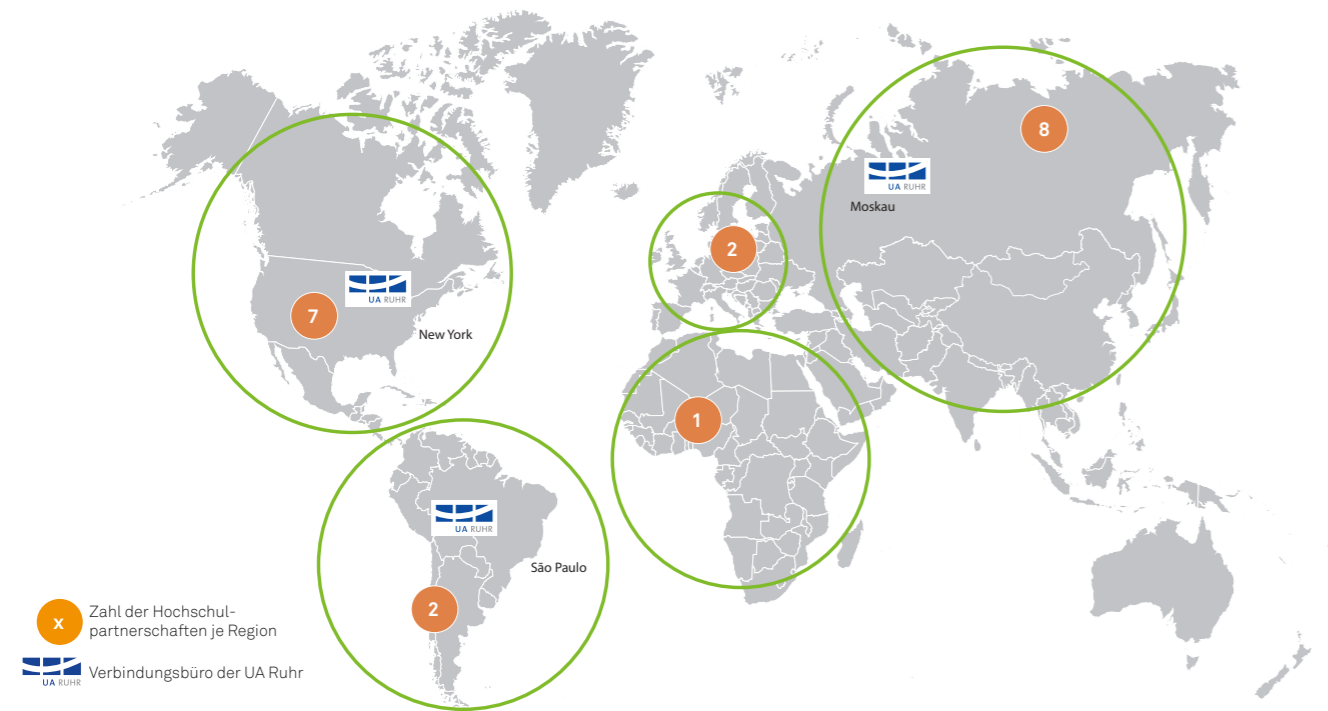 8
UA RUHR
Moskau
2
UA RUHR
7
New York
1
UA RUHR
São Paulo
2
x
Zahl der Hochschul-
partnerschaften je Region
UA RUHR
Verbindungsbüro der UA Ruhr